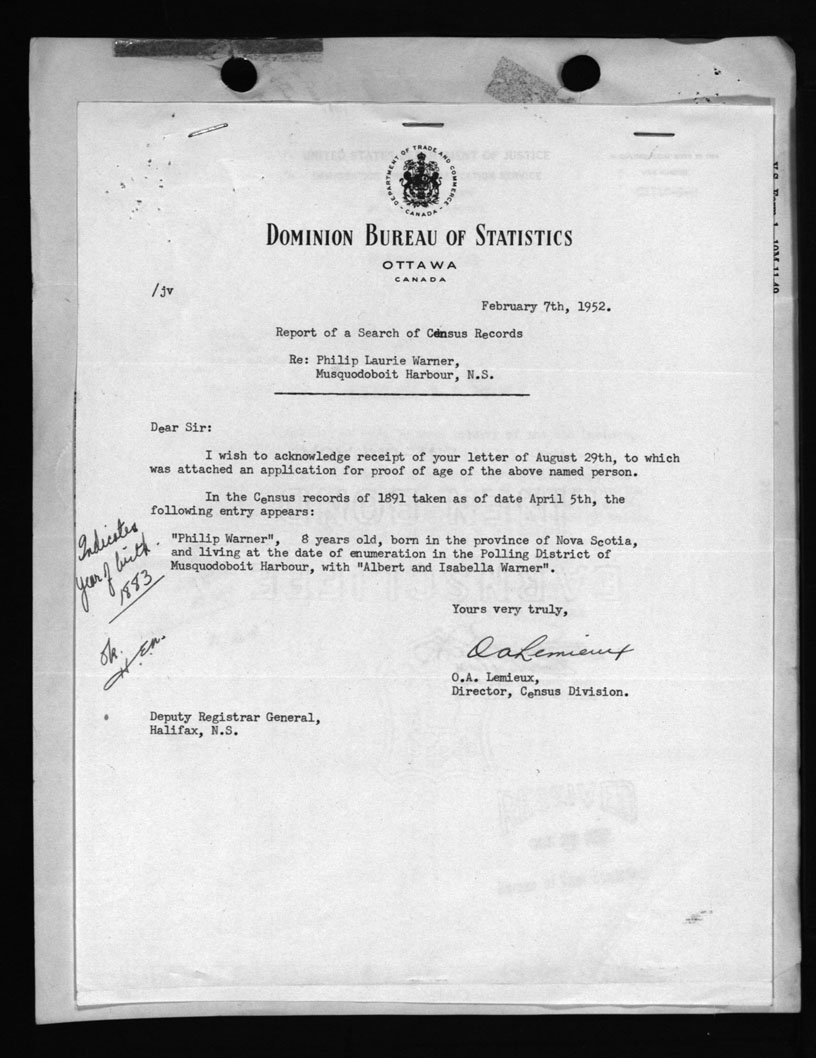 DEPARTMENT OF TRADE AND COMMERCE
- CANADA -
DOMINION BUREAU OF STATISTICS
OTTAWA
CANADA
/jv
February 7th, 1952.
Report of a Search of Census Records
Re: Philip Laurie Warner,
Musquodoboit Harbour, N.S.
Dear Sir:
I wish to acknowledge receipt of your letter of August 29th, to which
was attached an application for proof of age of the above named person.
In the Census records of 1891 taken as of date April 5th, the
following entry appears:
"Philip Warner", 8 years old, born in the province of Nova Scotia,
and living at the date of enumeration in the Polling District of
Musquodoboit Harbour, with "Albert and Isabella Warner".
Indicates
year of birth.
1883
Yours very truly,
Ok.
O A Lemieux
O.A. Lemieux,
Director, Census Division.
Deputy Registrar General,
Halifax, N.S.